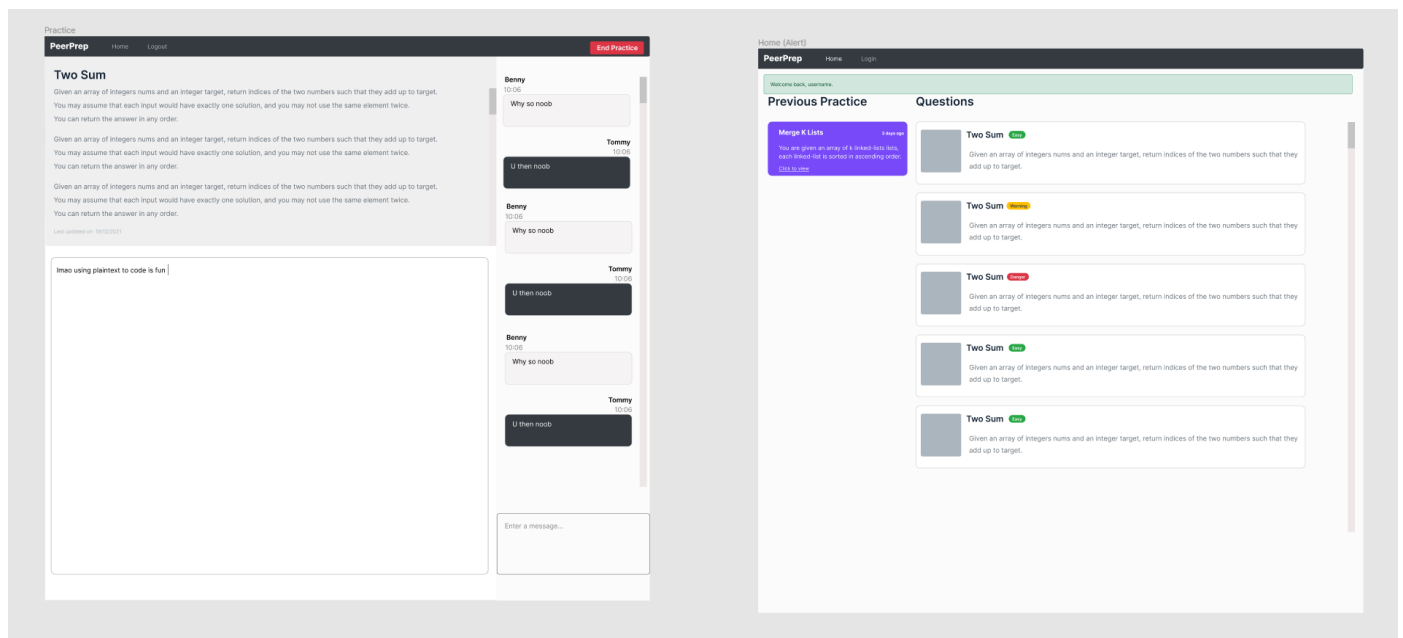 Practice
PeerPrep Home Logout End Practice
Two Sum
Given an array of integers nums and an integer target, return indices of the two numbers such that they add up to target.
You may assume that each input would have exactly one solution, and you may not use the same element twice.
You can return the answer in any order.
Given an array of integers nums and an integer target, return indices of the two numbers such that they add up to target.
You may assume that each input would have exactly one solution, and you may not use the same element twice.
You can return the answer in any order.
Given an array of integers nums and an integer target, return indices of the two numbers such that they add up to target.
You may assume that each input would have exactly one solution, and you may not use the same element twice.
You can return the answer in any order.
Last updated on: 19/12/2021
lmao using plaintext to code is fun
Benny
10:06
Why so noob
Tommy
10:06
U then noob
Benny
10:06
Why so noob
Tommy
10:06
U then noob
Benny
10:06
Why so noob
Tommy
10:06
U then noob
Enter a message...
Home (Alert)
PeerPrep Home Login
Welcome back, username.
Previous Practice
Merge K Lists 3 days ago
You are given an array of k linked-lists lists,
each linked-list is sorted in ascending order.
Click to view
Questions
Two Sum Easy
Given an array of integers nums and an integer target, return indices of the two numbers such that they
add up to target.
Two Sum Warning
Given an array of integers nums and an integer target, return indices of the two numbers such that they
add up to target.
Two Sum Danger
Given an array of integers nums and an integer target, return indices of the two numbers such that they
add up to target.
Two Sum Easy
Given an array of integers nums and an integer target, return indices of the two numbers such that they
add up to target.
Two Sum Easy
Given an array of integers nums and an integer target, return indices of the two numbers such that they
add up to target.